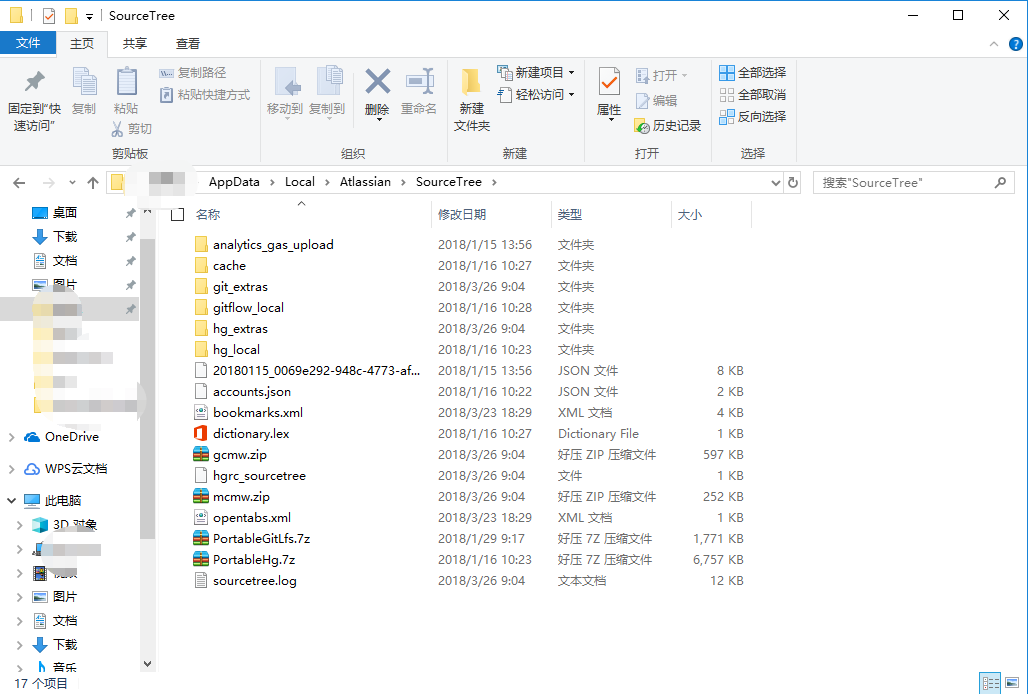 SourceTree
文件 主页 共享 查看
固定到"快速访问"
复制
粘贴
复制路径
粘贴快捷方式
剪切
剪贴板
移动到
复制到
删除
重命名
组织
新建文件夹
新建项目
轻松访问
新建
属性
打开
编辑
历史记录
打开
全部选择
全部取消
反向选择
选择
AppData > Local > Atlassian > SourceTree >
搜索"SourceTree"
桌面
下载
文档
图片
OneDrive
WPS云文档
此电脑
3D 对象
图片
文档
下载
音乐
名称 修改日期 类型 大小
analytics_gas_upload 2018/1/15 13:56 文件夹
cache 2018/1/16 10:27 文件夹
git_extras 2018/3/26 9:04 文件夹
gitflow_local 2018/1/16 10:28 文件夹
hg_extras 2018/3/26 9:04 文件夹
hg_local 2018/1/16 10:23 文件夹
20180115_0069e292-948c-4773-af... 2018/1/15 13:56 JSON 文件 8 KB
accounts.json 2018/1/16 10:22 JSON 文件 2 KB
bookmarks.xml 2018/3/23 18:29 XML 文档 4 KB
dictionary.lex 2018/1/16 10:27 Dictionary File 1 KB
gcmw.zip 2018/3/26 9:04 好压 ZIP 压缩文件 597 KB
hgrc_sourcetree 2018/3/26 9:04 文件 1 KB
mcmw.zip 2018/3/26 9:04 好压 ZIP 压缩文件 252 KB
opentabs.xml 2018/3/23 18:29 XML 文档 1 KB
PortableGitLfs.7z 2018/1/29 9:17 好压 7Z 压缩文件 1,771 KB
PortableHg.7z 2018/1/16 10:23 好压 7Z 压缩文件 6,757 KB
sourcetree.log 2018/3/26 9:04 文本文档 12 KB
17 个项目